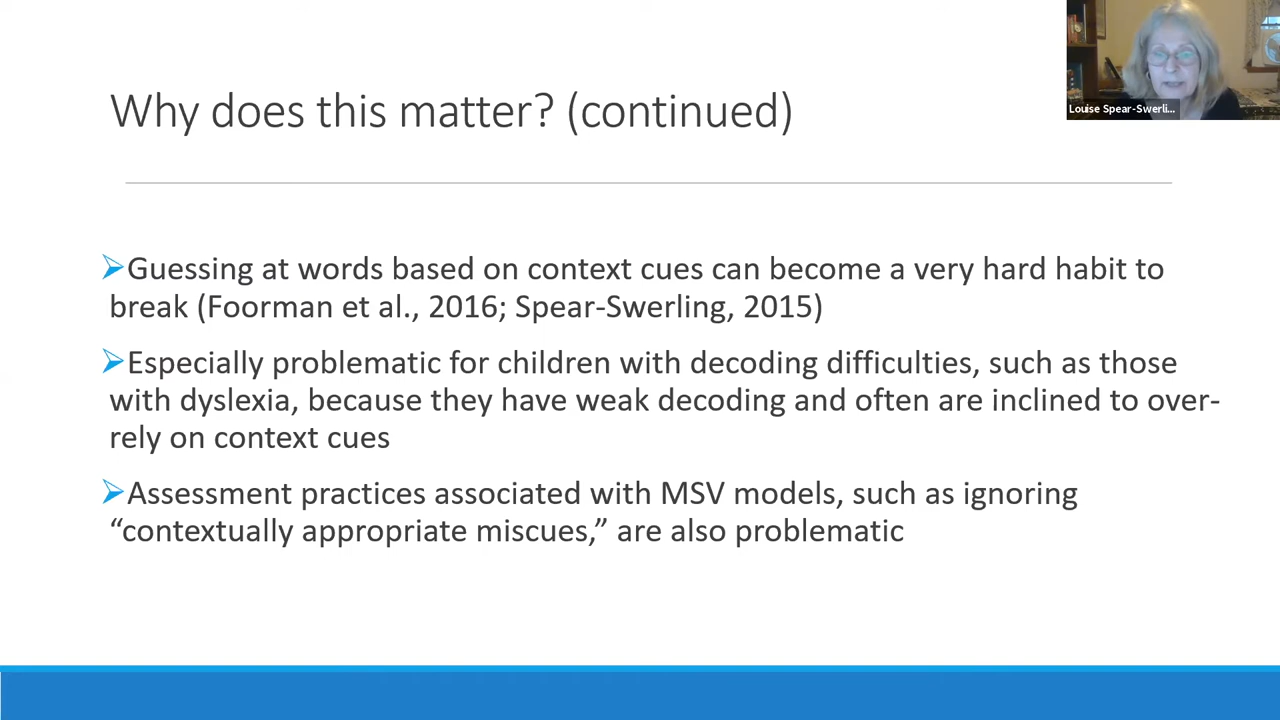 Louise Spear-Swerli...
Why does this matter? (continued)
➢Guessing at words based on context cues can become a very hard habit to
break (Foorman et al., 2016; Spear-Swerling, 2015)
➢Especially problematic for children with decoding difficulties, such as those
with dyslexia, because they have weak decoding and often are inclined to over-
rely on context cues
➢Assessment practices associated with MSV models, such as ignoring
“contextually appropriate miscues,” are also problematic